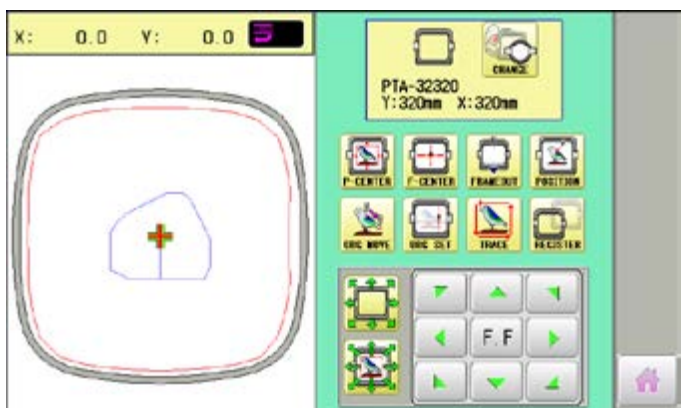 X: 0.0 Y: 0.0
CHANGE
PTA-32320
Y:320mm X:320mm
P-CENTER F-CENTER FRAMEOUT POSITION
ORG MOVE ORG SET TRACE REGISTER
F.F